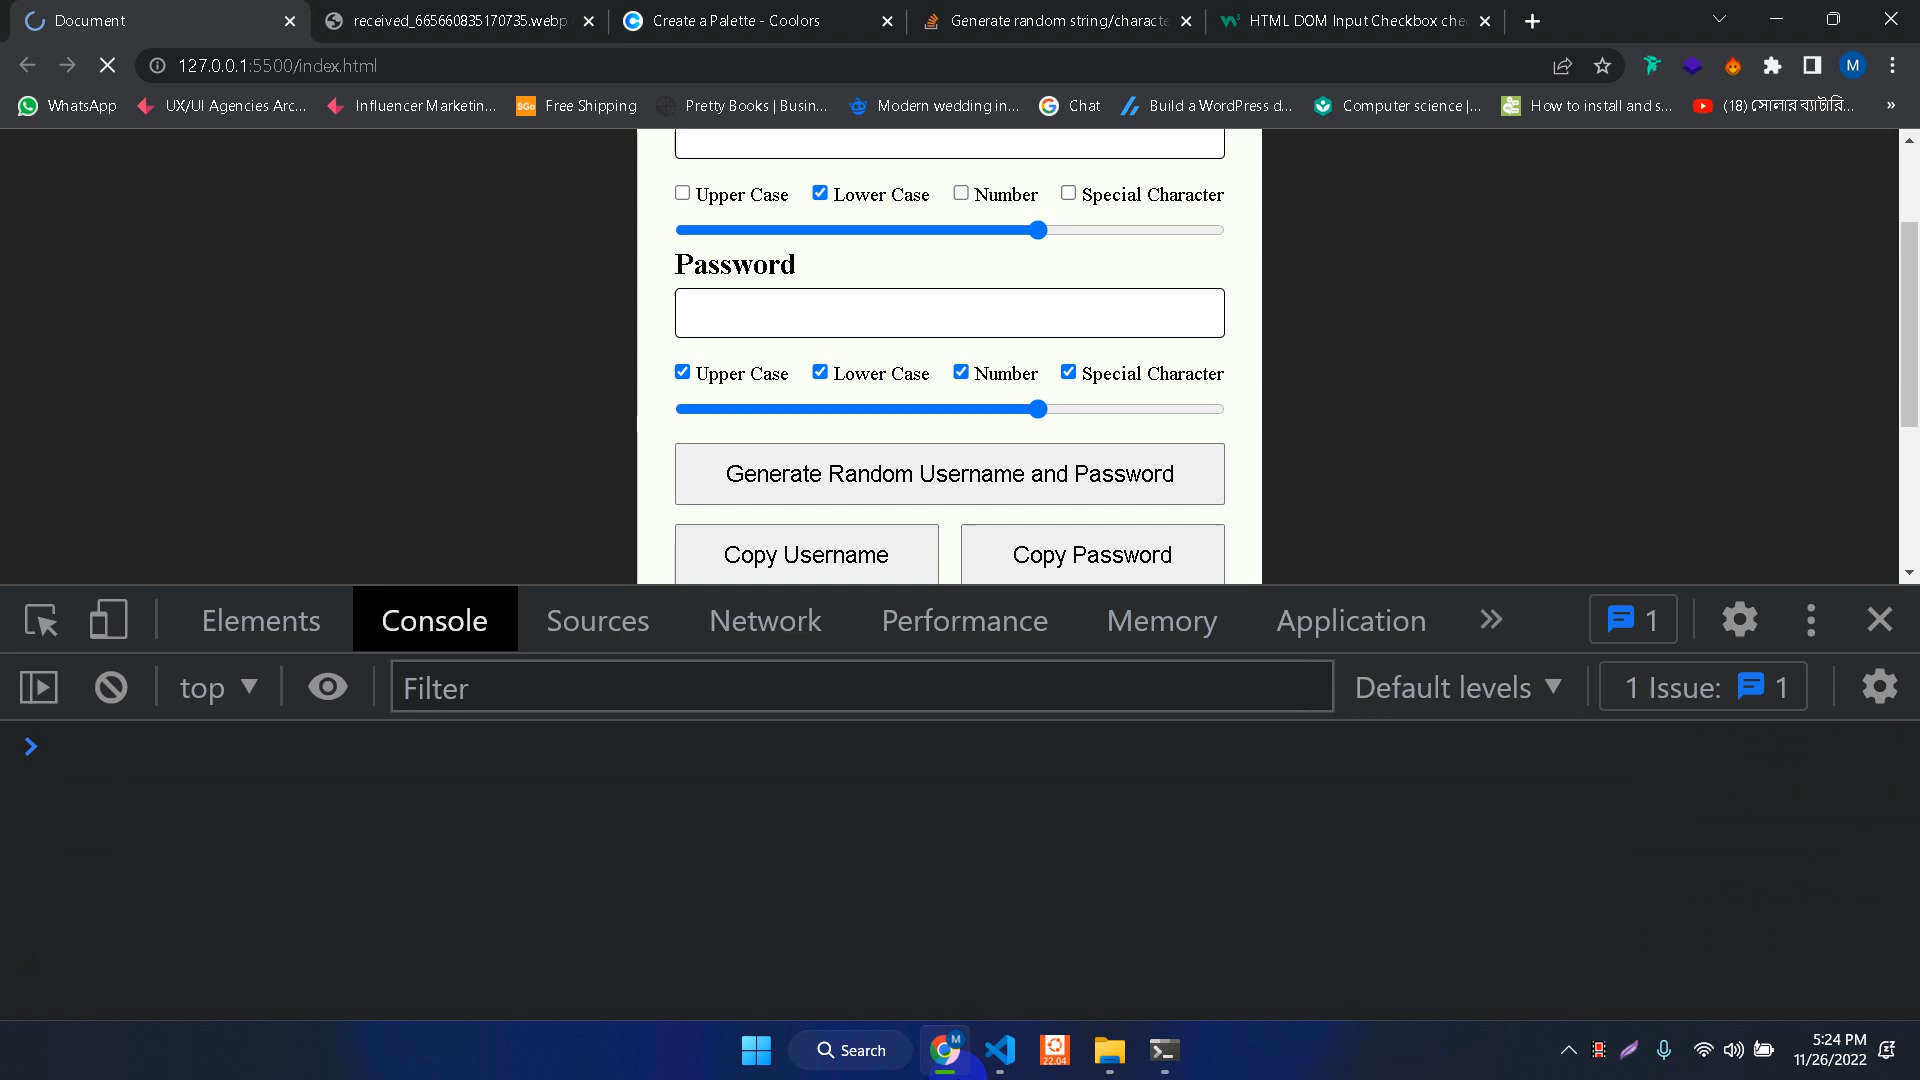 Document
received_665660835170735.webp
Create a Palette - Coolors
Generate random string/characte
HTML DOM Input Checkbox che
127.0.0.1:5500/index.html
M
WhatsApp
UX/UI Agencies Arc...
Influencer Marketin...
SGo
Free Shipping
Pretty Books | Busin...
Modern wedding in...
Chat
Build a WordPress d...
Computer science |...
How to install and s...
(18) সোলার ব্যাটারি...
»
Upper Case
Lower Case
Number
Special Character
Password
Upper Case
Lower Case
Number
Special Character
Generate Random Username and Password
Copy Username
Copy Password
Elements
Console
Sources
Network
Performance
Memory
Application
1
top
Filter
Default levels
1 Issue:
1
Search
M
22.04
5:24 PM
11/26/2022